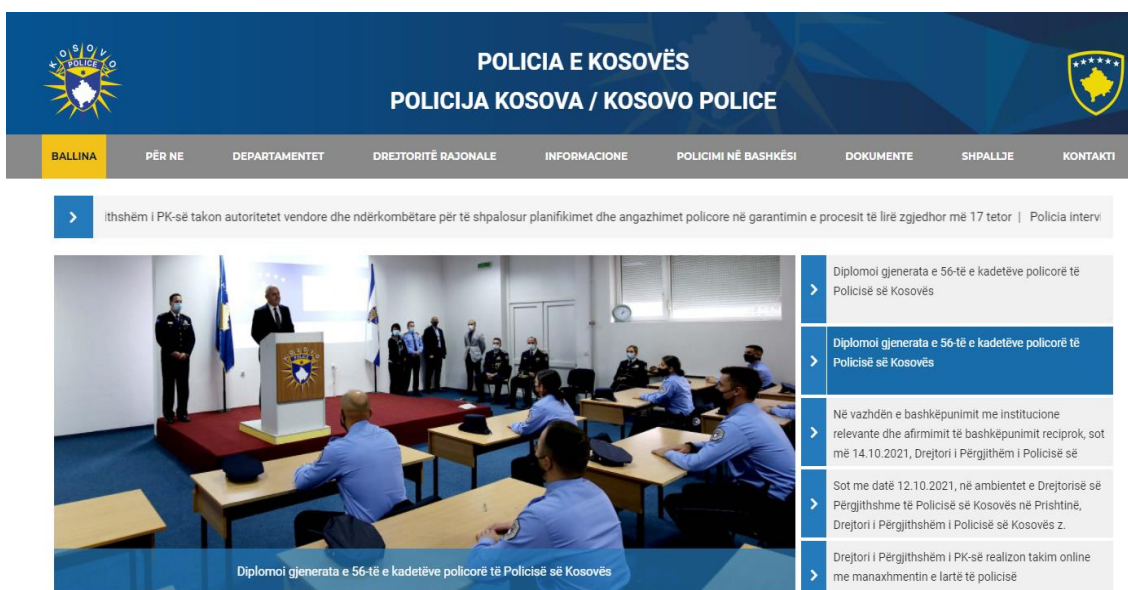 KOSOVO
POLICE
POLICIA E KOSOVËS
POLICIJA KOSOVA / KOSOVO POLICE
BALLINA
PËR NE
DEPARTAMENTET
DREJTORITË RAJONALE
INFORMACIONE
POLICIMI NË BASHKËSI
DOKUMENTE
SHPALLJE
KONTAKTI
ithshëm i PK-së takon autoritetet vendore dhe ndërkombëtare për të shpalosur planifikimet dhe angazhimet policore në garantimin e procesit të lirë zgjedhor më 17 tetor | Policia intervi
Diplomoi gjenerata e 56-të e kadetëve policorë të
Policisë së Kosovës
Diplomoi gjenerata e 56-të e kadetëve policorë të
Policisë së Kosovës
Në vazhdën e bashkëpunimit me institucione
relevante dhe afirmimit të bashkëpunimit reciprok, sot
më 14.10.2021, Drejtori i Përgjithëm i Policisë së
Sot me datë 12.10.2021, në ambientet e Drejtorisë së
Përgjithshme të Policisë së Kosovës në Prishtinë,
Drejtori i Përgjithshëm i Policisë së Kosovës z.
Drejtori i Përgjithshëm i PK-së realizon takim online
me manaxhmentin e lartë të policisë
Diplomoi gjenerata e 56-të e kadetëve policorë të Policisë së Kosovës